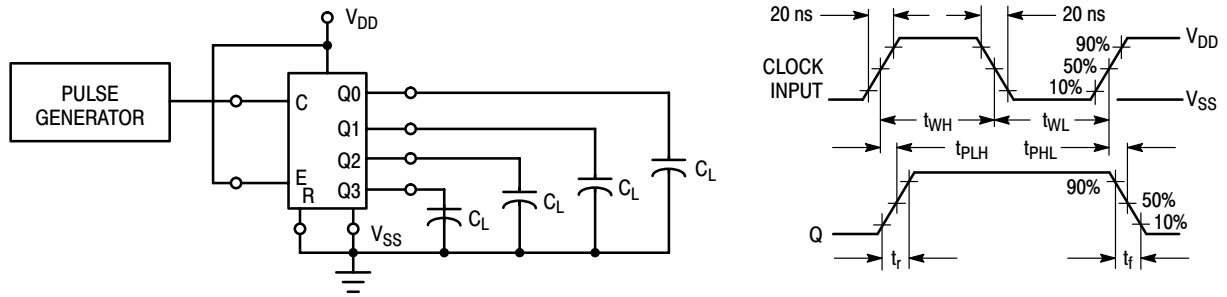 V_DD
PULSE
GENERATOR
C
E
R
Q0
Q1
Q2
Q3
V_SS
C_L
C_L
C_L
C_L
20 ns
20 ns
CLOCK
INPUT
90%
50%
10%
V_DD
V_SS
t_WH
t_WL
t_PLH
t_PHL
Q
90%
50%
10%
t_r
t_f